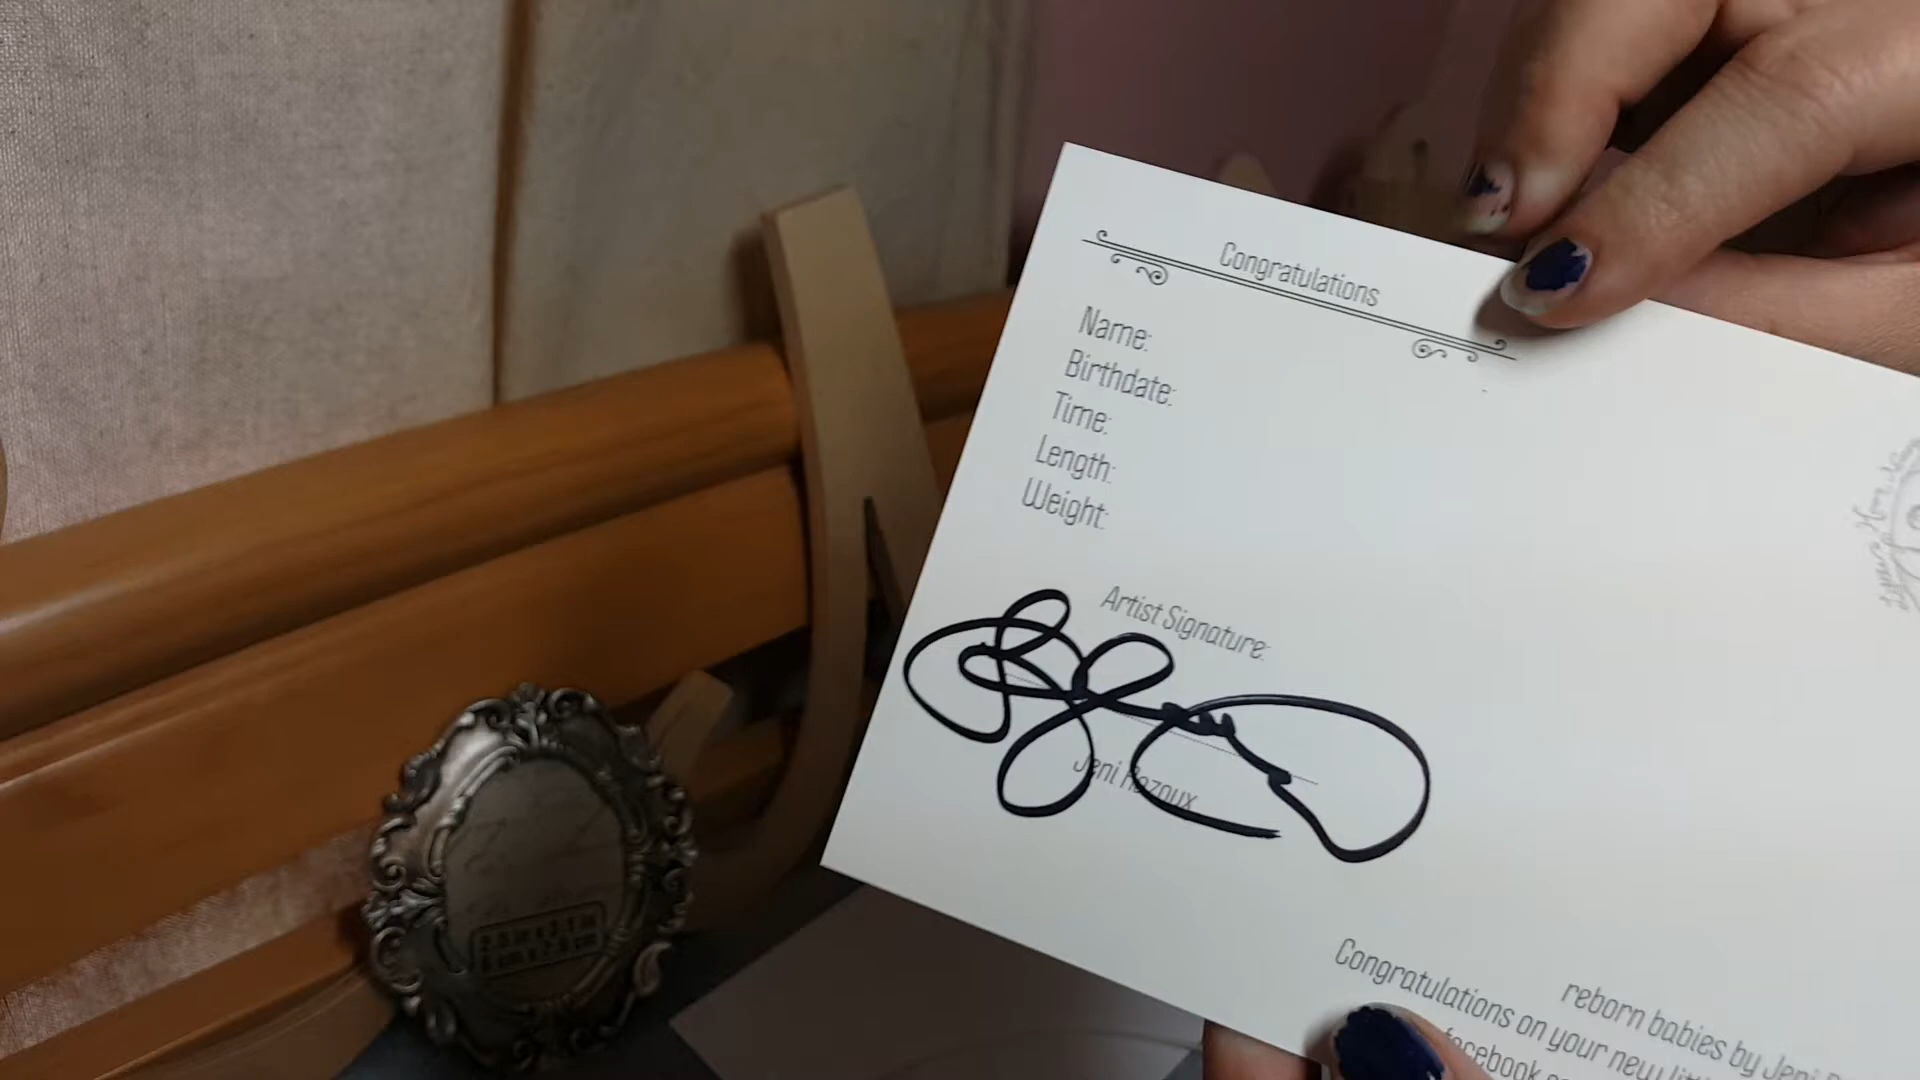 Congratulations
Name:
Birthdate:
Time:
Length:
Weight:
Artist Signature:
Jeni Rozoux
reborn babies by Jeni
Congratulations on your new
facebook